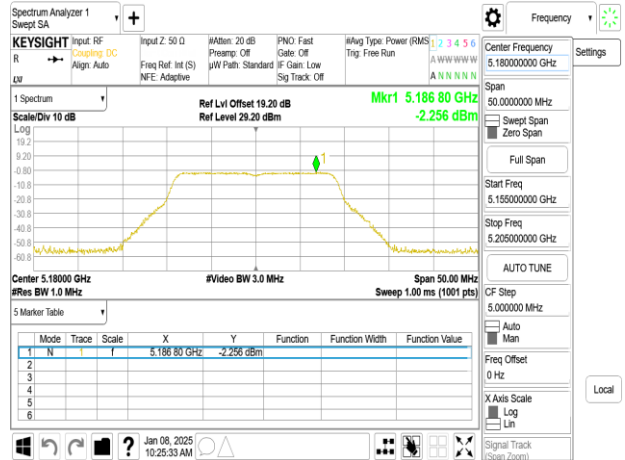 Spectrum Analyzer 1
Swept SA
Frequency
Settings
KEYSIGHT
R
Input: RF
Coupling: DC
Align: Auto
Input Z: 50 Ω
Freq Ref: Int (S)
NFE: Adaptive
#Atten: 20 dB
Preamp: Off
µW Path: Standard
PNO: Fast
Gate: Off
IF Gain: Low
Sig Track: Off
#Avg Type: Power (RMS
Trig: Free Run
1 2 3 4 5 6
A W W W W W
A N N N N N
1 Spectrum
Scale/Div 10 dB
Ref Lvl Offset 19.20 dB
Ref Level 29.20 dBm
Mkr1 5.186 80 GHz
-2.256 dBm
Log
19.2
9.20
-0.80
-10.8
-20.8
-30.8
-40.8
-50.8
-60.8
1
Center 5.18000 GHz
#Res BW 1.0 MHz
#Video BW 3.0 MHz
Span 50.00 MHz
Sweep 1.00 ms (1001 pts)
5 Marker Table
Mode Trace Scale X Y Function Function Width Function Value
1 N 1 f 5.186 80 GHz -2.256 dBm
2
3
4
5
6
Center Frequency
5.180000000 GHz
Span
50.0000000 MHz
Swept Span
Zero Span
Full Span
Start Freq
5.155000000 GHz
Stop Freq
5.205000000 GHz
AUTO TUNE
CF Step
5.000000 MHz
Auto
Man
Freq Offset
0 Hz
X Axis Scale
Log
Lin
Signal Track
(Span Zoom)
Local
?
Jan 08, 2025
10:25:33 AM